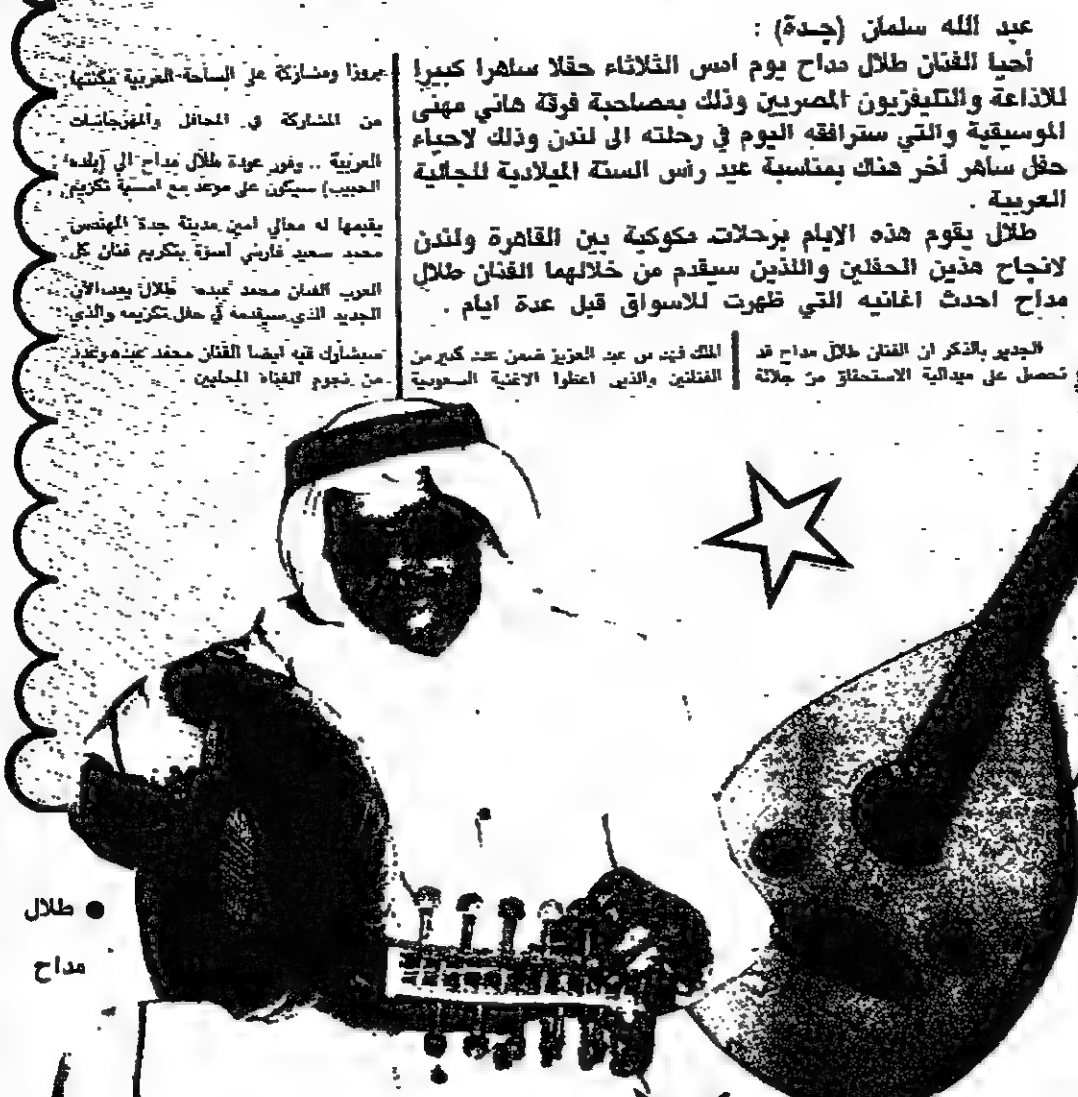 عبد الله سلمان (جدة) :
أحيا الفنان طلال مداح يوم امس الثلاثاء حفلا ساهرا كبيرا
للاذاعة والتليفزيون المصريين وذلك بمصاحبة فرقة هاني مهنى
الموسيقية والتي سترافقه اليوم في رحلته الى لندن وذلك لاحياء
حفل ساهر آخر هناك بمناسبة عيد رأس السنة الميلادية للجالية
العربية .
طلال يقوم هذه الايام برحلات مكوكية بين القاهرة ولندن
لانجاح هذين الحفلين واللذين سيقدم من خلالهما الفنان طلال
مداح احدث اغانيه التي ظهرت للاسواق قبل عدة ايام .
الجدير بالذكر ان الفنان طلال مداح قد
تحصل على ميدالية الاستحقاق من جلالة
الملك فهد بن عبد العزيز ضمن عدد كبير من
الفنانين والذين اعطوا الاغنية السعودية
بروزا ومشاركة على الساحة العربية مكنتها
من المشاركة في المحافل والمهرجانات
العربية .. وفور عودة طلال مداح الى (بلده
الحبيب) سيكون على موعد مع امسية تكريمية
يقيمها له معالي امين مدينة جدة المهندس
محمد سعيد فارسي أسوة بتكريم فنان كل
العرب الفنان محمد عبده طلال يعد الآن
الجديد الذي سيقدمه في حفل تكريمه والذي
سيشارك فيه ايضا الفنان محمد عبده وعدد
من نجوم الغناء المحليين .
● طلال
مداح